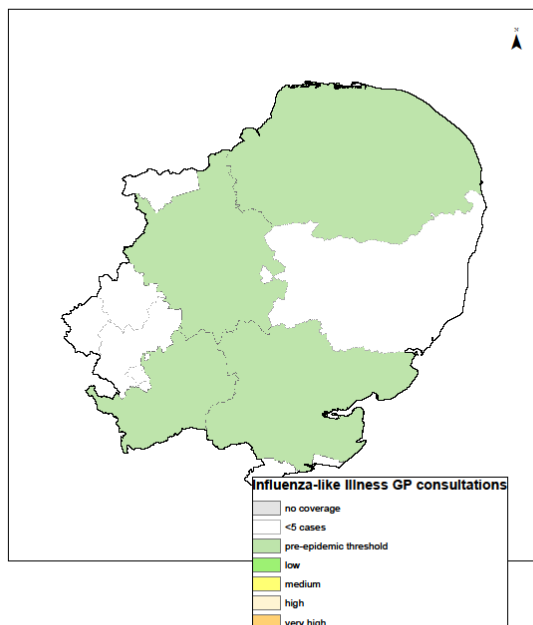 N
Influenza-like Illness GP consultations
no coverage
<5 cases
pre-epidemic threshold
low
medium
high
very high